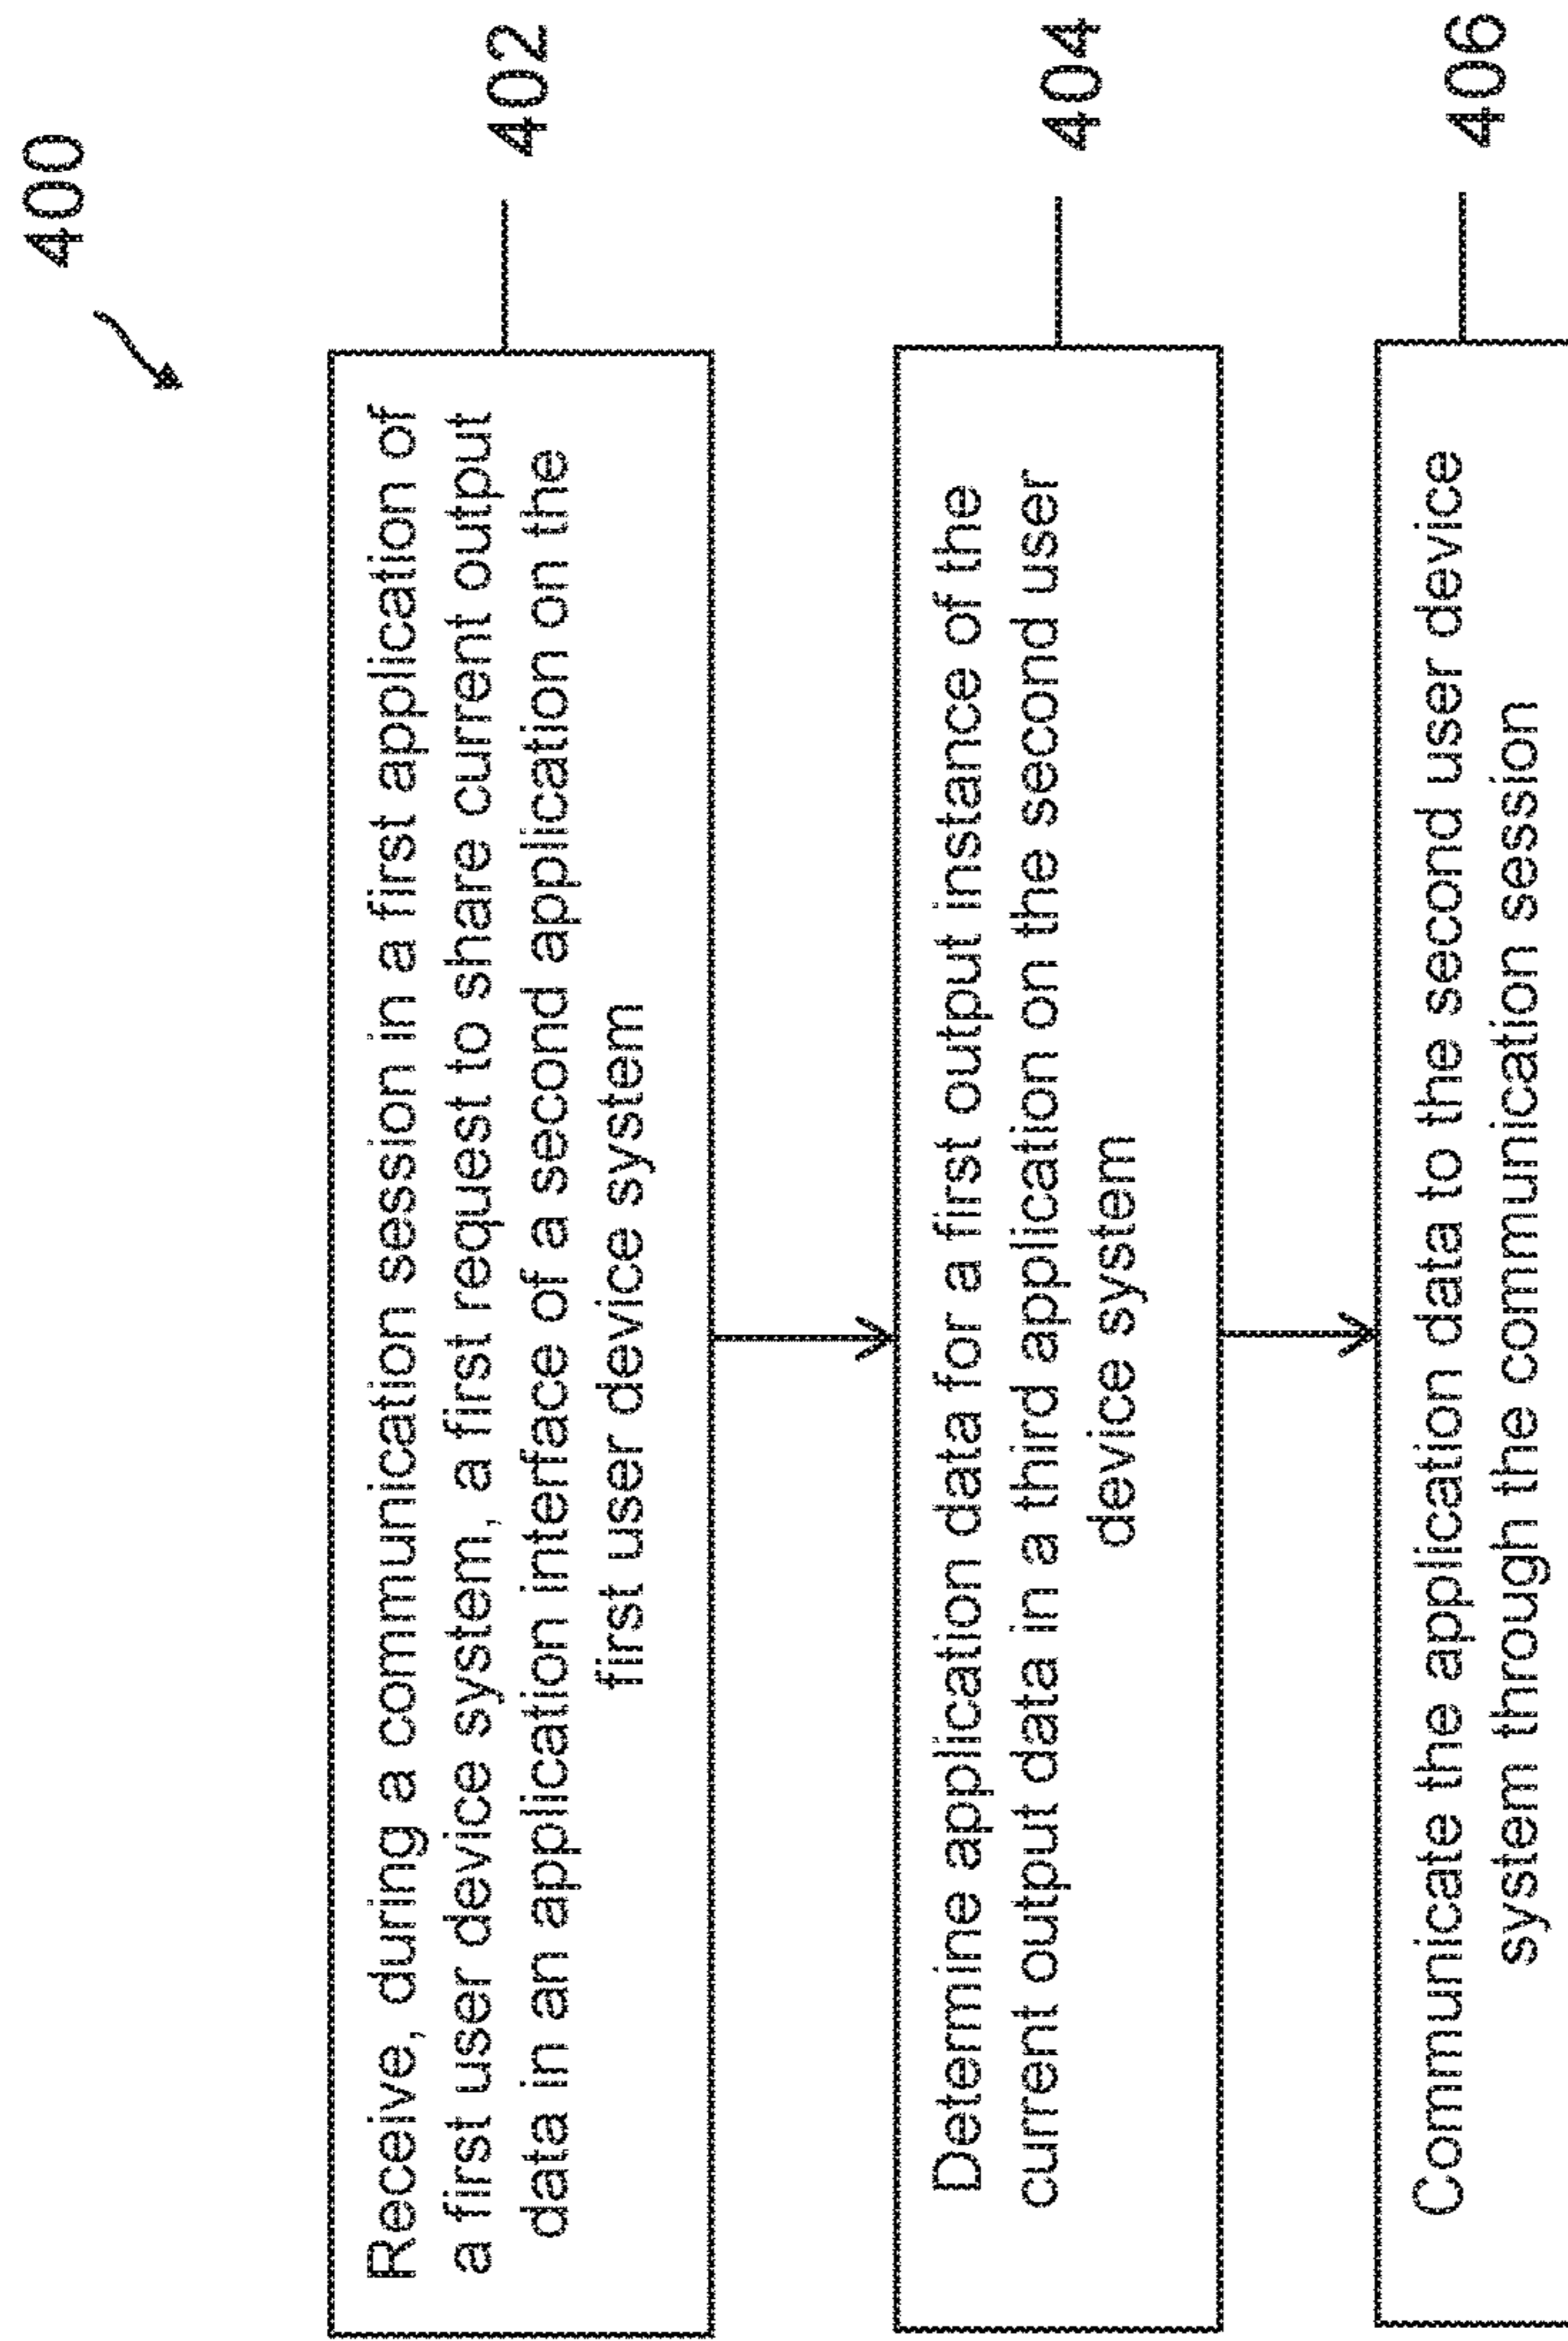 400
Receive, during a communication session in a first application of
a first user device system, a first request to share current output
data in an application interface of a second application on the
first user device system
402
Determine application data for a first output instance of the
current output data in a third application on the second user
device system
404
Communicate the application data to the second user device
system through the communication session
406